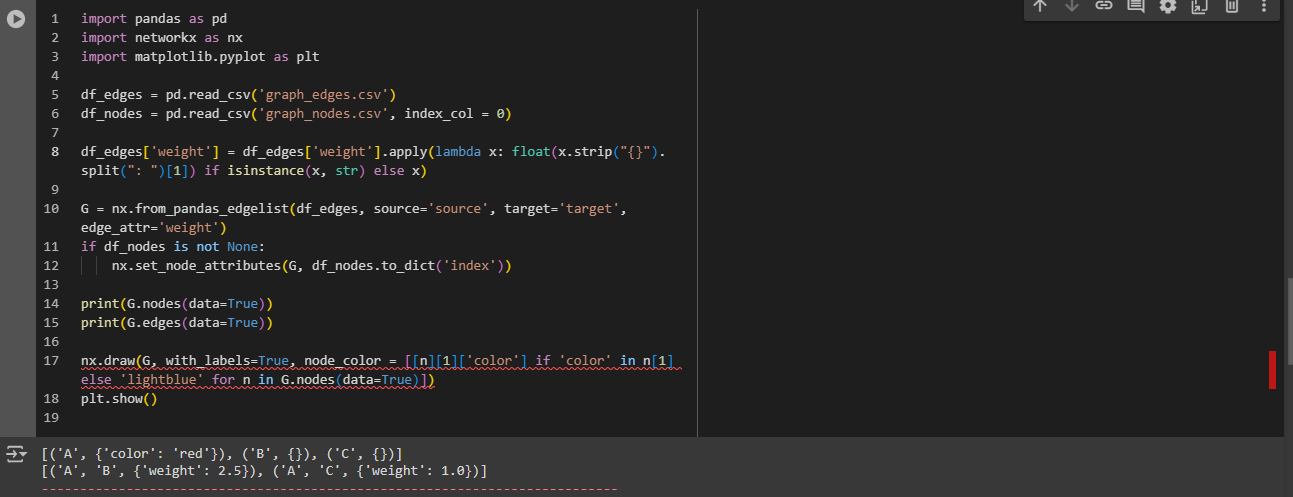 1 import pandas as pd
2 import networkx as nx
3 import matplotlib.pyplot as plt
4
5 df_edges = pd.read_csv('graph_edges.csv')
6 df_nodes = pd.read_csv('graph_nodes.csv', index_col = 0)
7
8 df_edges['weight'] = df_edges['weight'].apply(lambda x: float(x.strip("{}").
split(": ")[1]) if isinstance(x, str) else x)
9
10 G = nx.from_pandas_edgelist(df_edges, source='source', target='target',
edge_attr='weight')
11 if df_nodes is not None:
12     nx.set_node_attributes(G, df_nodes.to_dict('index'))
13
14 print(G.nodes(data=True))
15 print(G.edges(data=True))
16
17 nx.draw(G, with_labels=True, node_color = [[n][1]['color'] if 'color' in n[1]
else 'lightblue' for n in G.nodes(data=True)])
18 plt.show()
19
[('A', {'color': 'red'}), ('B', {}), ('C', {})]
[('A', 'B', {'weight': 2.5}), ('A', 'C', {'weight': 1.0})]
---------------------------------------------------------------------------